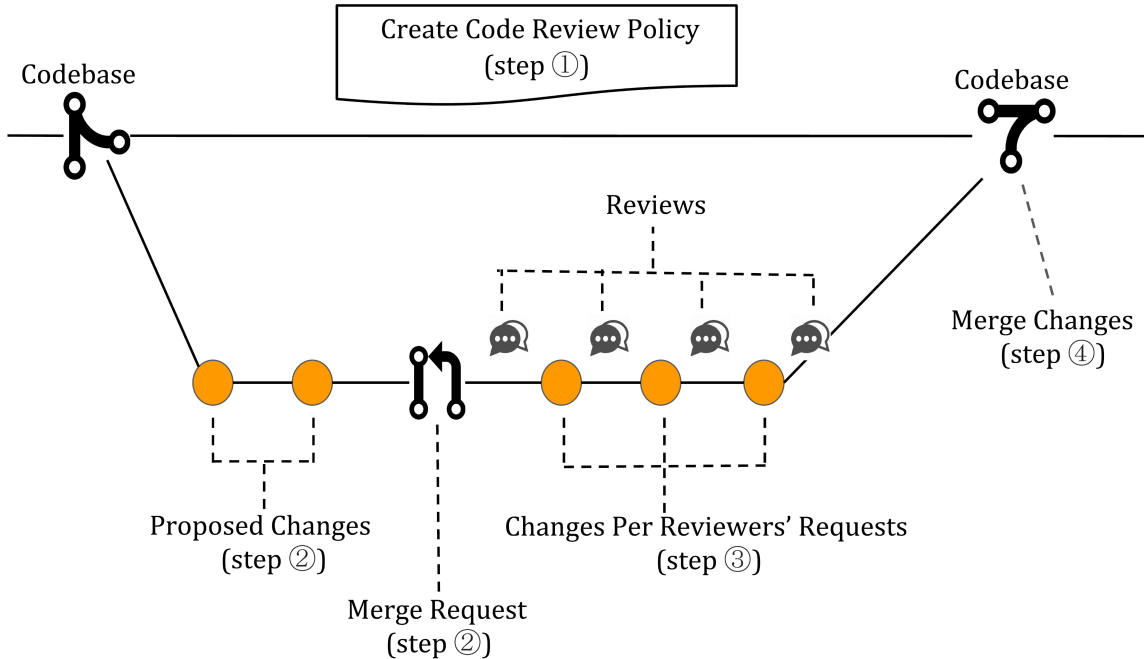 Create Code Review Policy
(step ①)
Codebase
Codebase
Reviews
Merge Changes
(step ④)
Proposed Changes
(step ②)
Changes Per Reviewers’ Requests
(step ③)
Merge Request
(step ②)